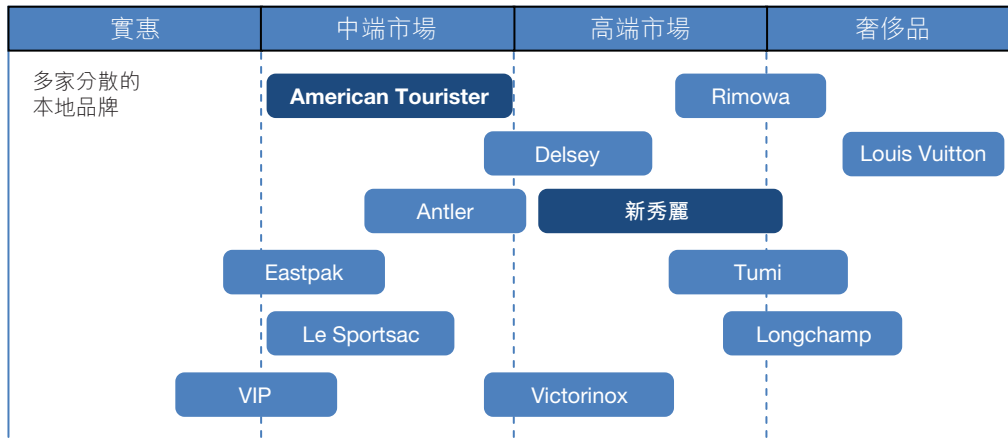 實惠
中端市場
高端市場
奢侈品
多家分散的
本地品牌
American Tourister
Rimowa
Delsey
Louis Vuitton
Antler
新秀麗
Eastpak
Tumi
Le Sportsac
Longchamp
VIP
Victorinox